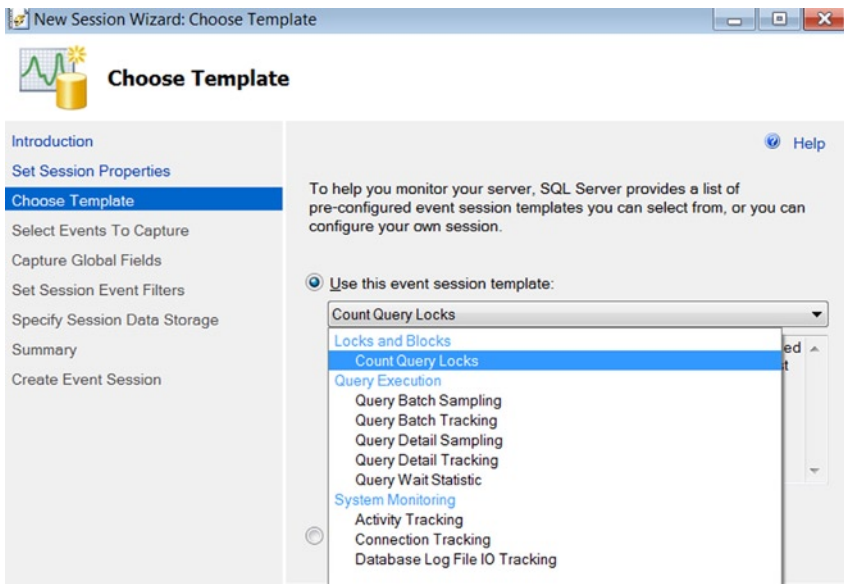 New Session Wizard: Choose Template
Choose Template
Introduction
Set Session Properties
Choose Template
Select Events To Capture
Capture Global Fields
Set Session Event Filters
Specify Session Data Storage
Summary
Create Event Session
Help
To help you monitor your server, SQL Server provides a list of
pre-configured event session templates you can select from, or you can
configure your own session.
Use this event session template:
Count Query Locks
Locks and Blocks
Count Query Locks
Query Execution
Query Batch Sampling
Query Batch Tracking
Query Detail Sampling
Query Detail Tracking
Query Wait Statistic
System Monitoring
Activity Tracking
Connection Tracking
Database Log File IO Tracking